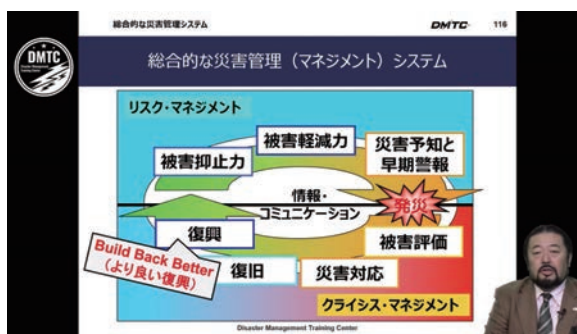 総合的な災害管理システム
DMTC
116
DMTC
Disaster Management
Training Center
総合的な災害管理（マネジメント）システム
リスク・マネジメント
被害軽減力
被害抑止力
災害予知と
早期警報
情報・
コミュニケーション
発災
復興
被害評価
Build Back Better
（より良い復興）
復旧
災害対応
クライシス・マネジメント
Disaster Management Training Center